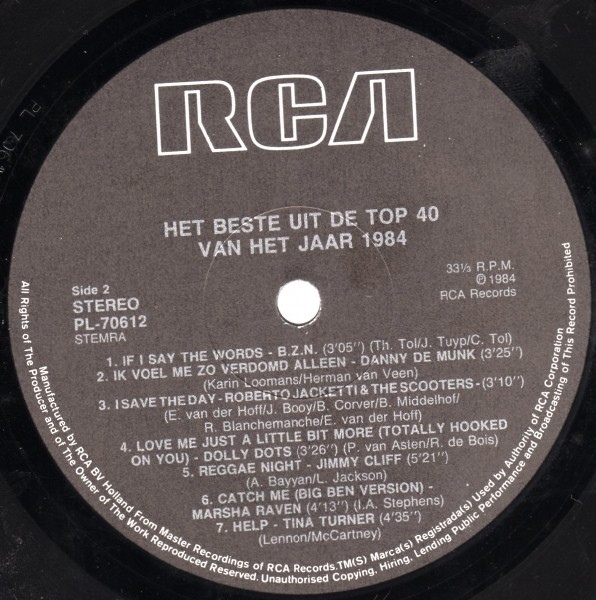 RCA
HET BESTE UIT DE TOP 40
VAN HET JAAR 1984
Side 2
STEREO
PL-70612
STEMRA
33⅓ R.P.M.
Ⓟ 1984
RCA Records
1. IF I SAY THE WORDS - B.Z.N. (3'05'') (Th. Tol/J. Tuyp/C. Tol)
2. IK VOEL ME ZO VERDOMD ALLEEN - DANNY DE MUNK (3'25'')
(Karin Loomans/Herman van Veen)
3. I SAVE THE DAY - ROBERTO JACKETTI & THE SCOOTERS - (3'10'')
(E. van der Hoff/J. Booy/B. Corver/B. Middelhof/
R. Blanchemanche/E. van der Hoff)
4. LOVE ME JUST A LITTLE BIT MORE (TOTALLY HOOKED
ON YOU) - DOLLY DOTS (3'26'') (P. van Asten/R. de Bois)
5. REGGAE NIGHT - JIMMY CLIFF (5'21'')
(A. Bayyan/L. Jackson)
6. CATCH ME (BIG BEN VERSION) -
MARSHA RAVEN (4'13'') (I.A. Stephens)
7. HELP - TINA TURNER (4'35'')
(Lennon/McCartney)
Manufactured by RCA BV Holland From Master Recordings of RCA Records.TM(S) Marca(s) Registrada(s) Used by Authority of RCA Corporation
All Rights of The Producer and of The Owner of The Work Reproduced Reserved. Unauthorised Copying, Hiring, Lending Public Performance and Broadcasting of This Record Prohibited